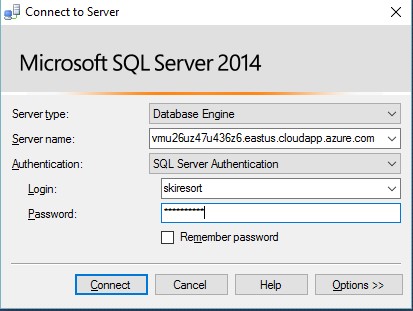 Connect to Server
Microsoft SQL Server 2014
Server type: Database Engine
Server name: vmu26uz47u436z6.eastus.cloudapp.azure.com
Authentication: SQL Server Authentication
Login: skiresort
Password: **********
Remember password
Connect Cancel Help Options >>